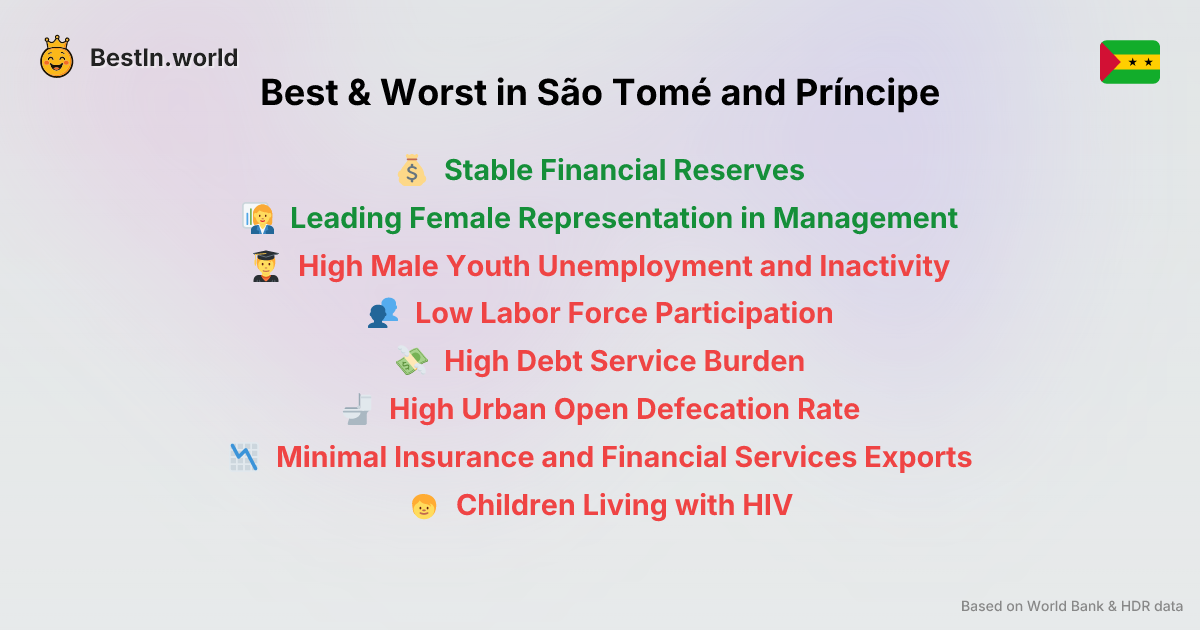 BestIn.world
Best & Worst in São Tomé and Príncipe
Stable Financial Reserves
Leading Female Representation in Management
High Male Youth Unemployment and Inactivity
Low Labor Force Participation
High Debt Service Burden
High Urban Open Defecation Rate
Minimal Insurance and Financial Services Exports
Children Living with HIV
Based on World Bank & HDR data